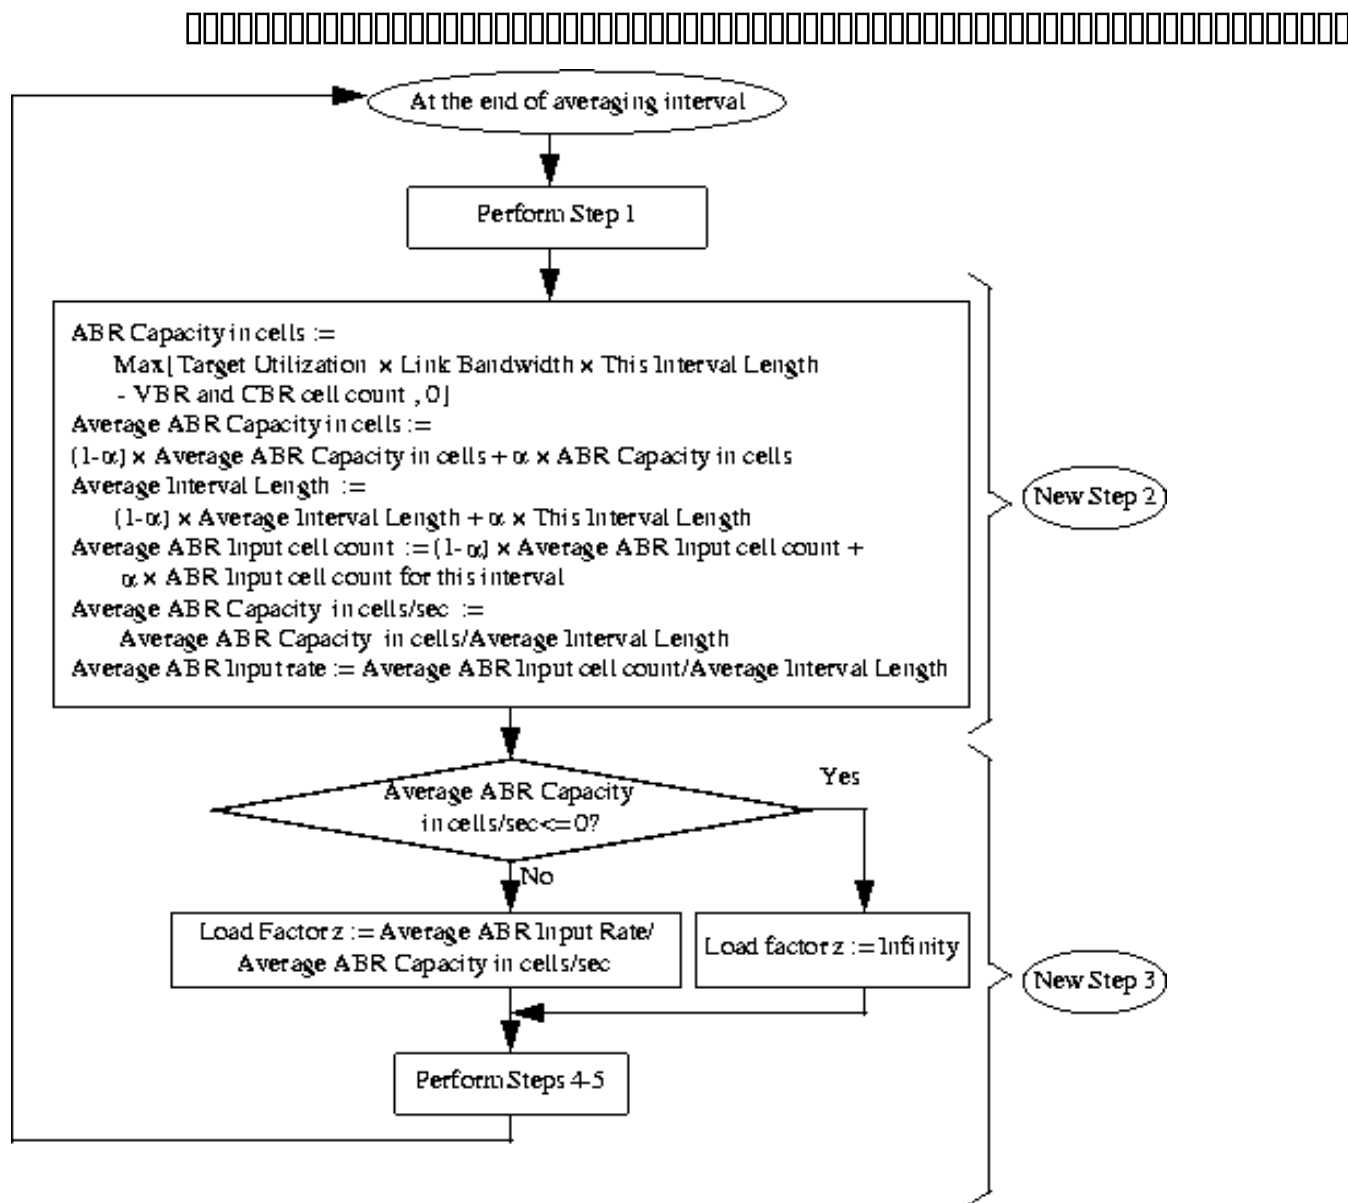 At the end of averaging interval
Perform Step 1
ABR Capacity in cells :=
Max[ Target Utilization × Link Bandwidth × This Interval Length
- VBR and CBR cell count , 0]
Average ABR Capacity in cells :=
(1-α) × Average ABR Capacity in cells + α × ABR Capacity in cells
Average Interval Length :=
(1-α) × Average Interval Length + α × This Interval Length
Average ABR Input cell count := (1- α) × Average ABR Input cell count +
α × ABR Input cell count for this interval
Average ABR Capacity in cells/sec :=
Average ABR Capacity in cells/Average Interval Length
Average ABR Input rate := Average ABR Input cell count/Average Interval Length
New Step 2
Average ABR Capacity
in cells/sec<=0?
Yes
No
Load Factor z := Average ABR Input Rate/
Average ABR Capacity in cells/sec
Load factor z := Infinity
New Step 3
Perform Steps 4-5